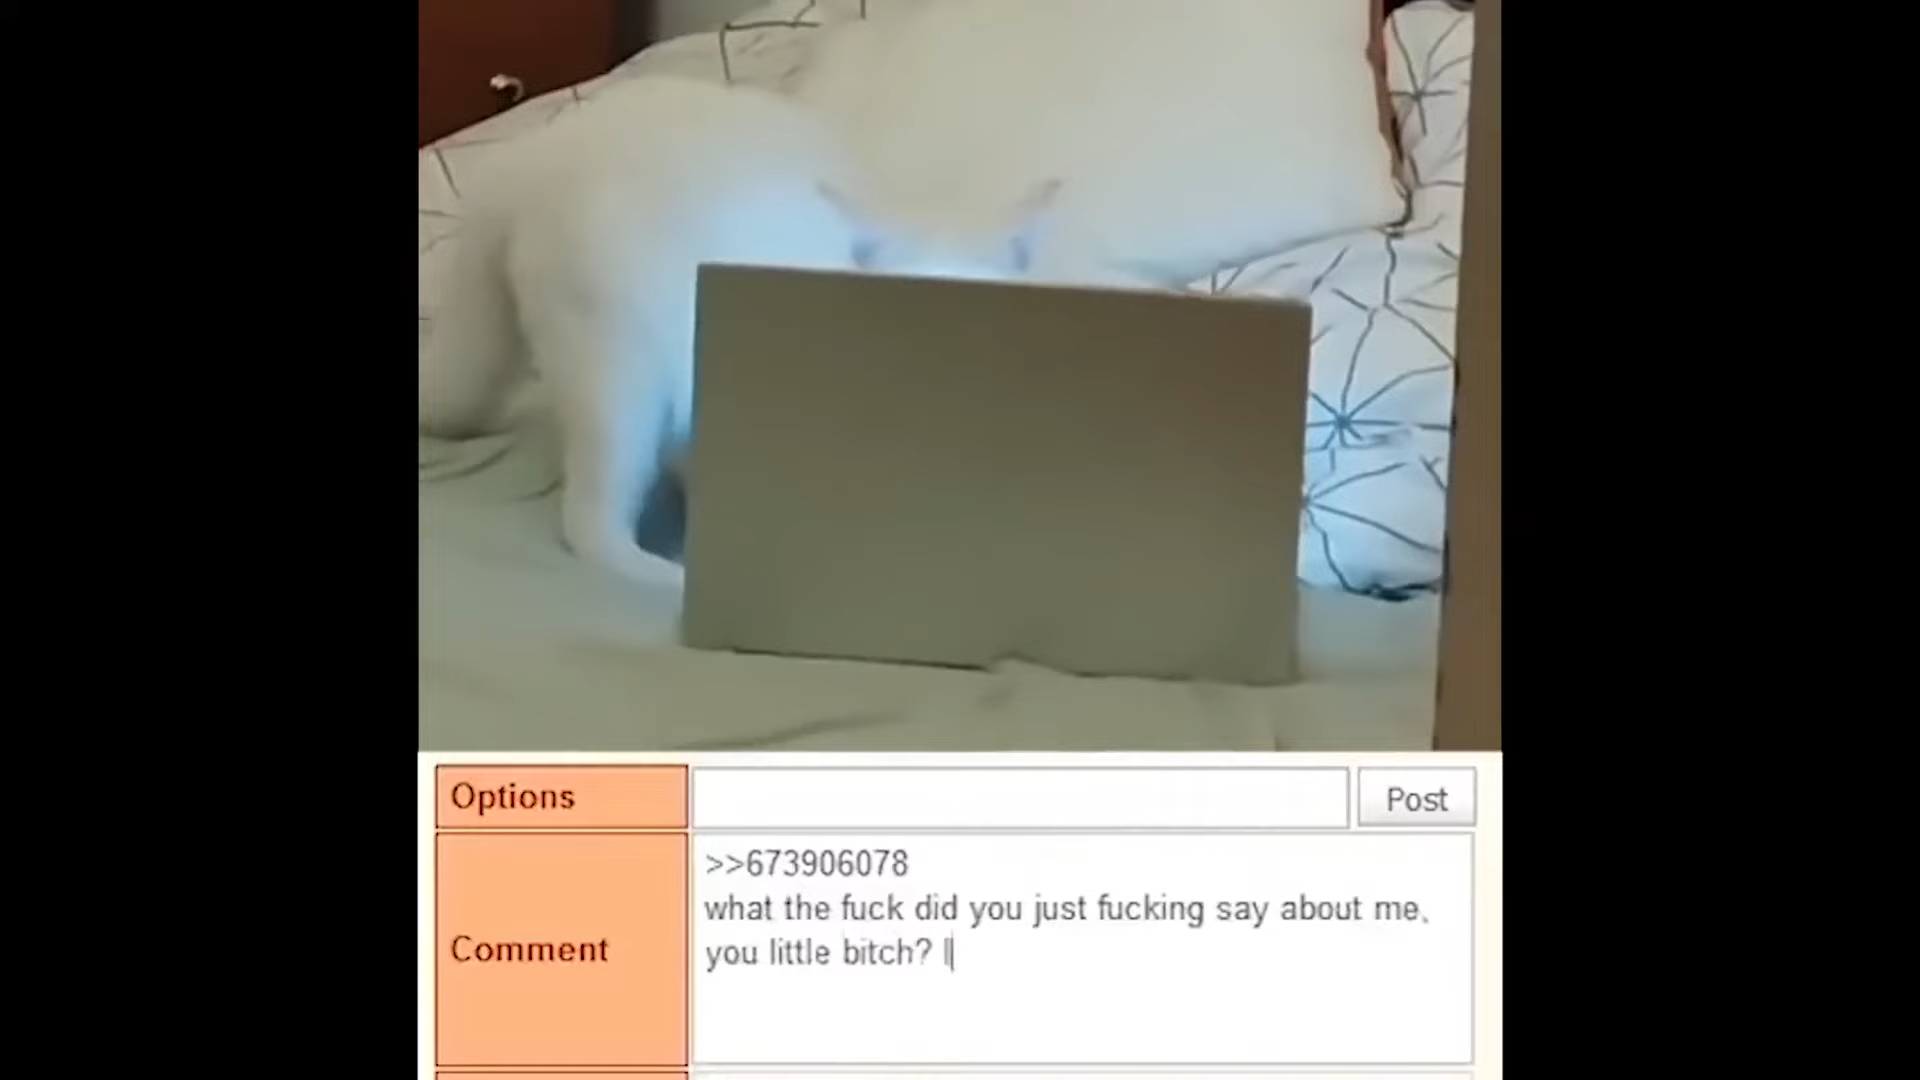 Options
Post
>>673906078
what the fuck did you just fucking say about me,
you little bitch? I
Comment